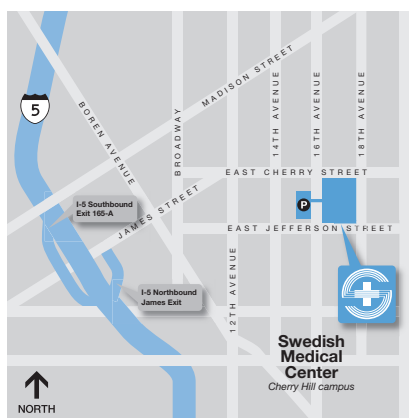 MADISON STREET
5
BOREN AVENUE
BROADWAY
14TH AVENUE
16TH AVENUE
18TH AVENUE
EAST CHERRY STREET
I-5 Southbound
Exit 165-A
JAMES STREET
P
EAST JEFFERSON STREET
I-5 Northbound
James Exit
12TH AVENUE
Swedish
Medical
Center
Cherry Hill campus
NORTH